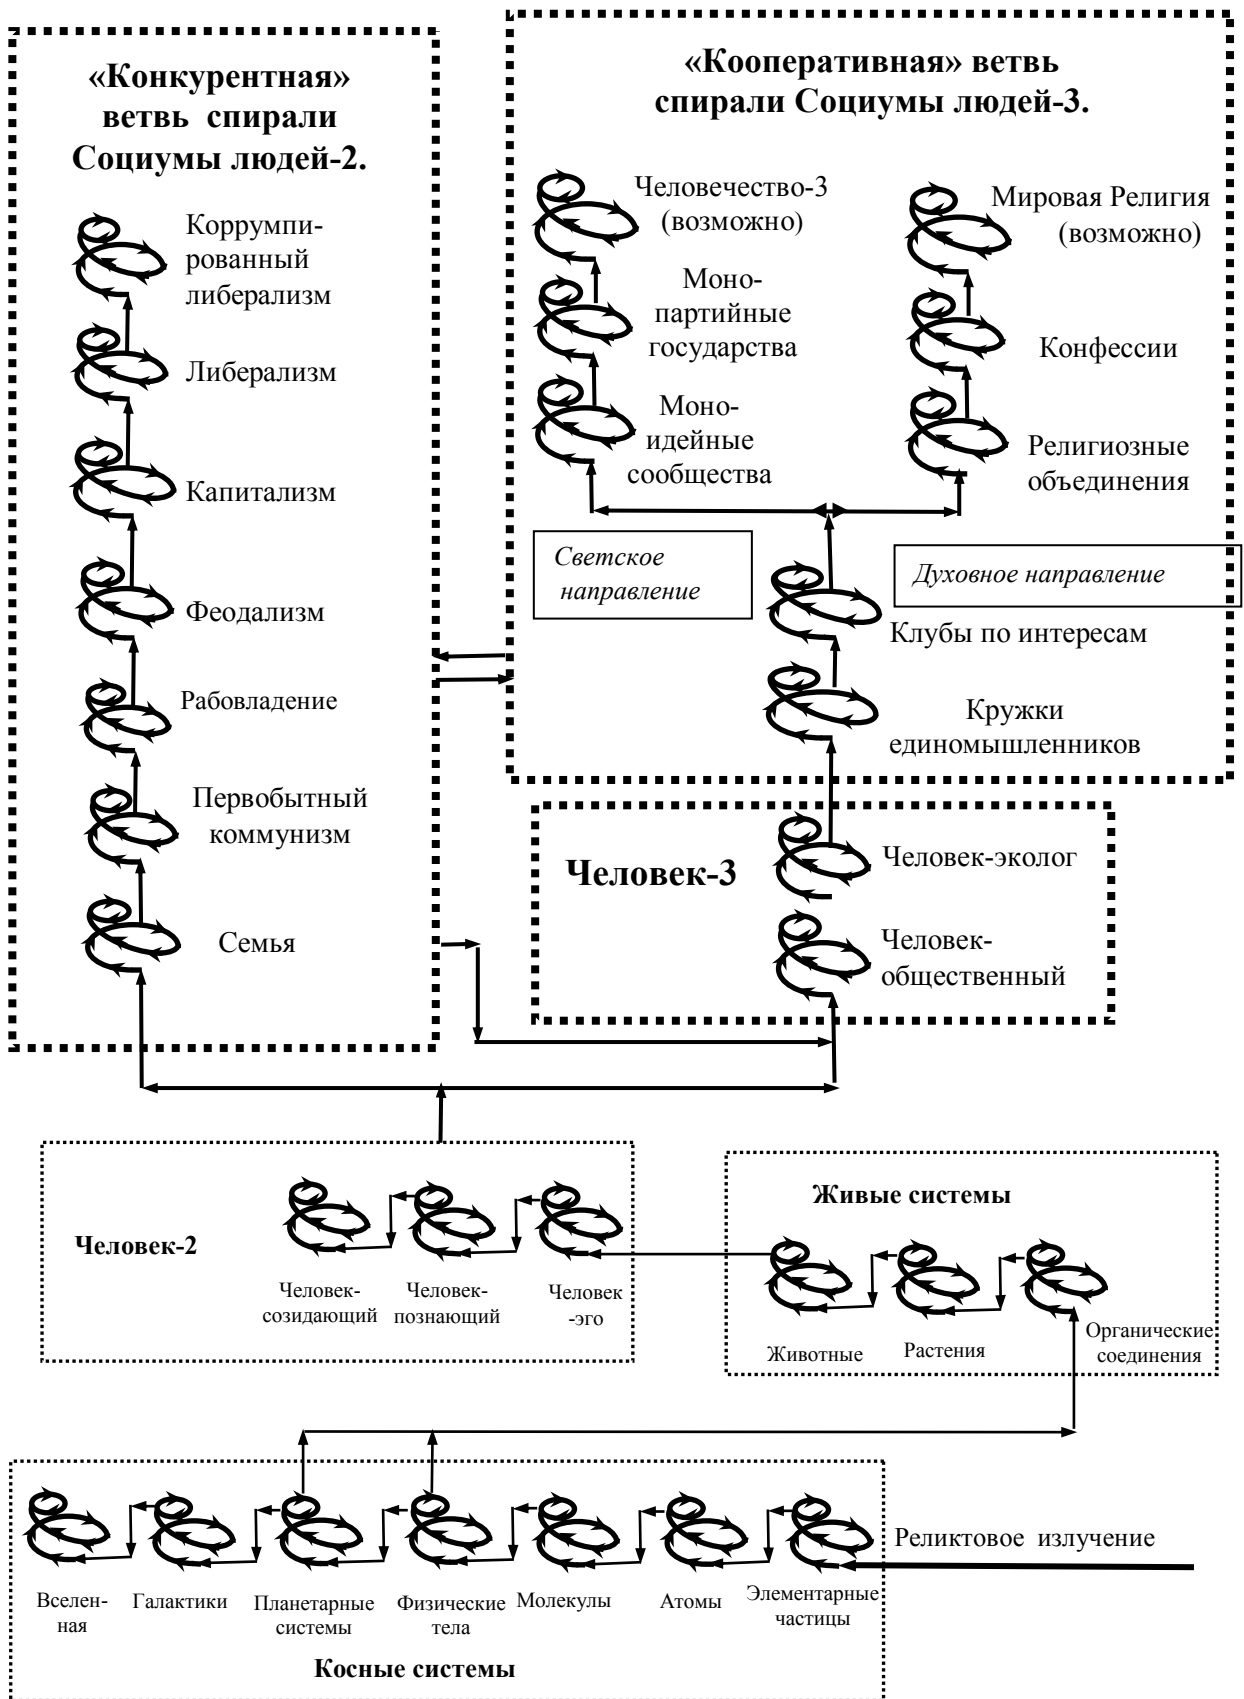 «Конкурентная»
ветвь спирали
Социумы людей-2.
Коррумпи-
рованный
либерализм
Либерализм
Капитализм
Феодализм
Рабовладение
Первобытный
коммунизм
Семья
«Кооперативная» ветвь
спирали Социумы людей-3.
Человечество-3
(возможно)
Моно-
партийные
государства
Моно-
идейные
сообщества
Мировая Религия
(возможно)
Конфессии
Религиозные
объединения
Светское
направление
Духовное направление
Клубы по интересам
Кружки
единомышленников
Человек-3
Человек-эколог
Человек-
общественный
Человек-2
Человек-
созидающий
Человек-
познающий
Человек
-эго
Живые системы
Животные
Растения
Органические
соединения
Реликтовое излучение
Вселен-
ная
Галактики
Планетарные
системы
Физические
тела
Молекулы
Атомы
Элементарные
частицы
Косные системы